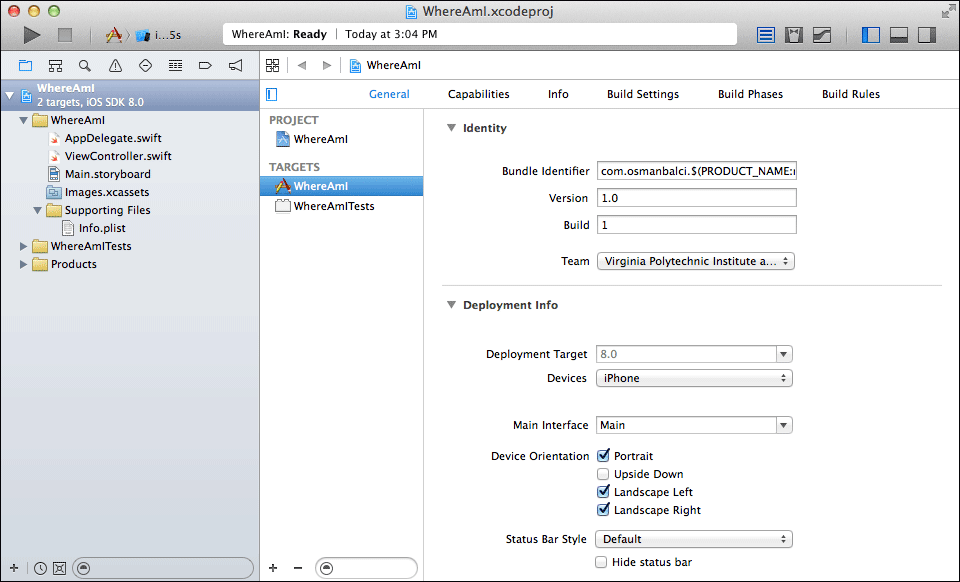 WhereAmI.xcodeproj
i...5s
WhereAmI: Ready | Today at 3:04 PM
WhereAmI
WhereAmI
2 targets, iOS SDK 8.0
WhereAmI
AppDelegate.swift
ViewController.swift
Main.storyboard
Images.xcassets
Supporting Files
Info.plist
WhereAmITests
Products
General Capabilities Info Build Settings Build Phases Build Rules
PROJECT
WhereAmI
TARGETS
WhereAmI
WhereAmITests
Identity
Bundle Identifier com.osmanbalci.$(PRODUCT_NAME:
Version 1.0
Build 1
Team Virginia Polytechnic Institute a...
Deployment Info
Deployment Target 8.0
Devices iPhone
Main Interface Main
Device Orientation Portrait
Upside Down
Landscape Left
Landscape Right
Status Bar Style Default
Hide status bar